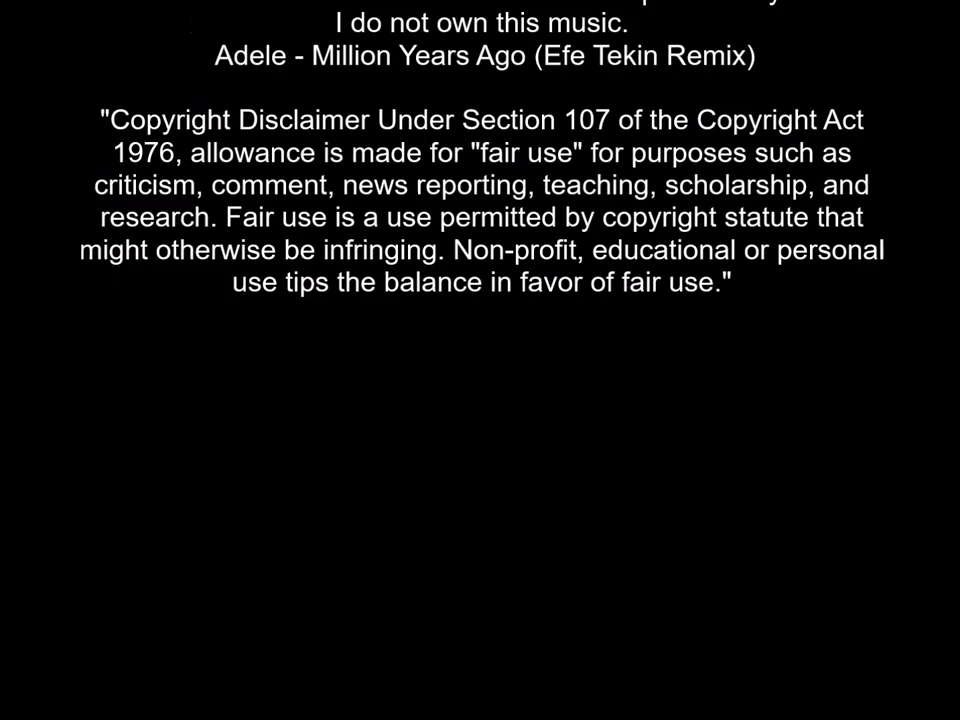 I do not own this music.
Adele - Million Years Ago (Efe Tekin Remix)
"Copyright Disclaimer Under Section 107 of the Copyright Act
1976, allowance is made for "fair use" for purposes such as
criticism, comment, news reporting, teaching, scholarship, and
research. Fair use is a use permitted by copyright statute that
might otherwise be infringing. Non-profit, educational or personal
use tips the balance in favor of fair use."